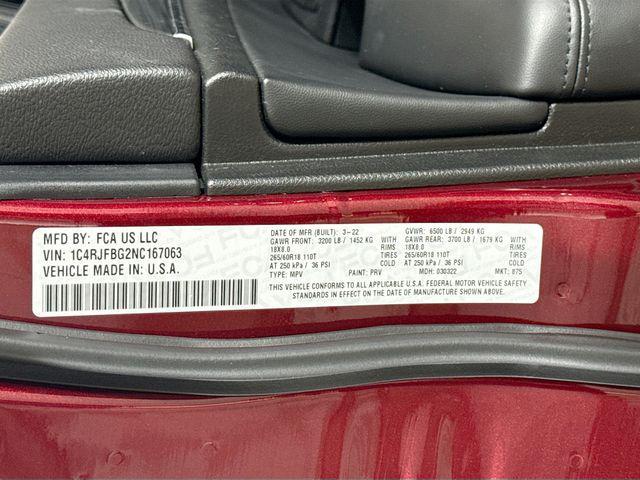 MFD BY: FCA US LLC
VIN: 1C4RJFBG2NC167063
VEHICLE MADE IN: U.S.A.
DATE OF MFR (BUILT): 3-22 GVWR: 6500 LB / 2949 KG
GAWR FRONT: 3200 LB / 1452 KG WITH GAWR REAR: 3700 LB / 1679 KG WITH
18X8.0 RIMS 18X8.0 RIMS
265/60R18 110T TIRES 265/60R18 110T TIRES
AT 250 kPa / 36 PSI COLD AT 250 kPa / 36 PSI COLD
TYPE: MPV PAINT: PRV MDH: 030322 MKT: 875
THIS VEHICLE CONFORMS TO ALL APPLICABLE U.S.A. FEDERAL MOTOR VEHICLE SAFETY
STANDARDS IN EFFECT ON THE DATE OF MANUFACTURE SHOWN ABOVE.